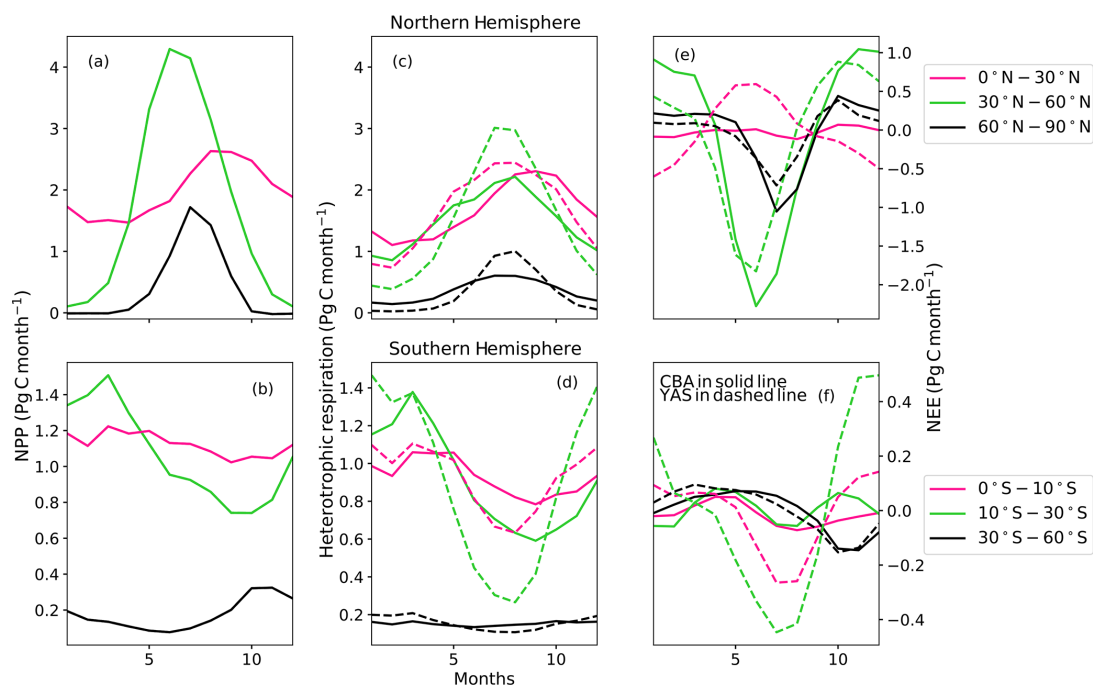 Northern Hemisphere
(a)
(c)
(e)
4
3
2
1
0
4
3
2
1
0
1.0
0.5
0.0
−0.5
−1.0
−1.5
−2.0
0°N − 30°N
30°N − 60°N
60°N − 90°N
NPP (Pg C month⁻¹)
Heterotrophic respiration (Pg C month⁻¹)
NEE (Pg C month⁻¹)
Southern Hemisphere
(b)
(d)
CBA in solid line
YAS in dashed line (f)
1.4
1.2
1.0
0.8
0.6
0.4
0.2
1.4
1.2
1.0
0.8
0.6
0.4
0.2
0.4
0.2
0.0
−0.2
−0.4
0°S − 10°S
10°S − 30°S
30°S − 60°S
5 10
5 10
5 10
Months